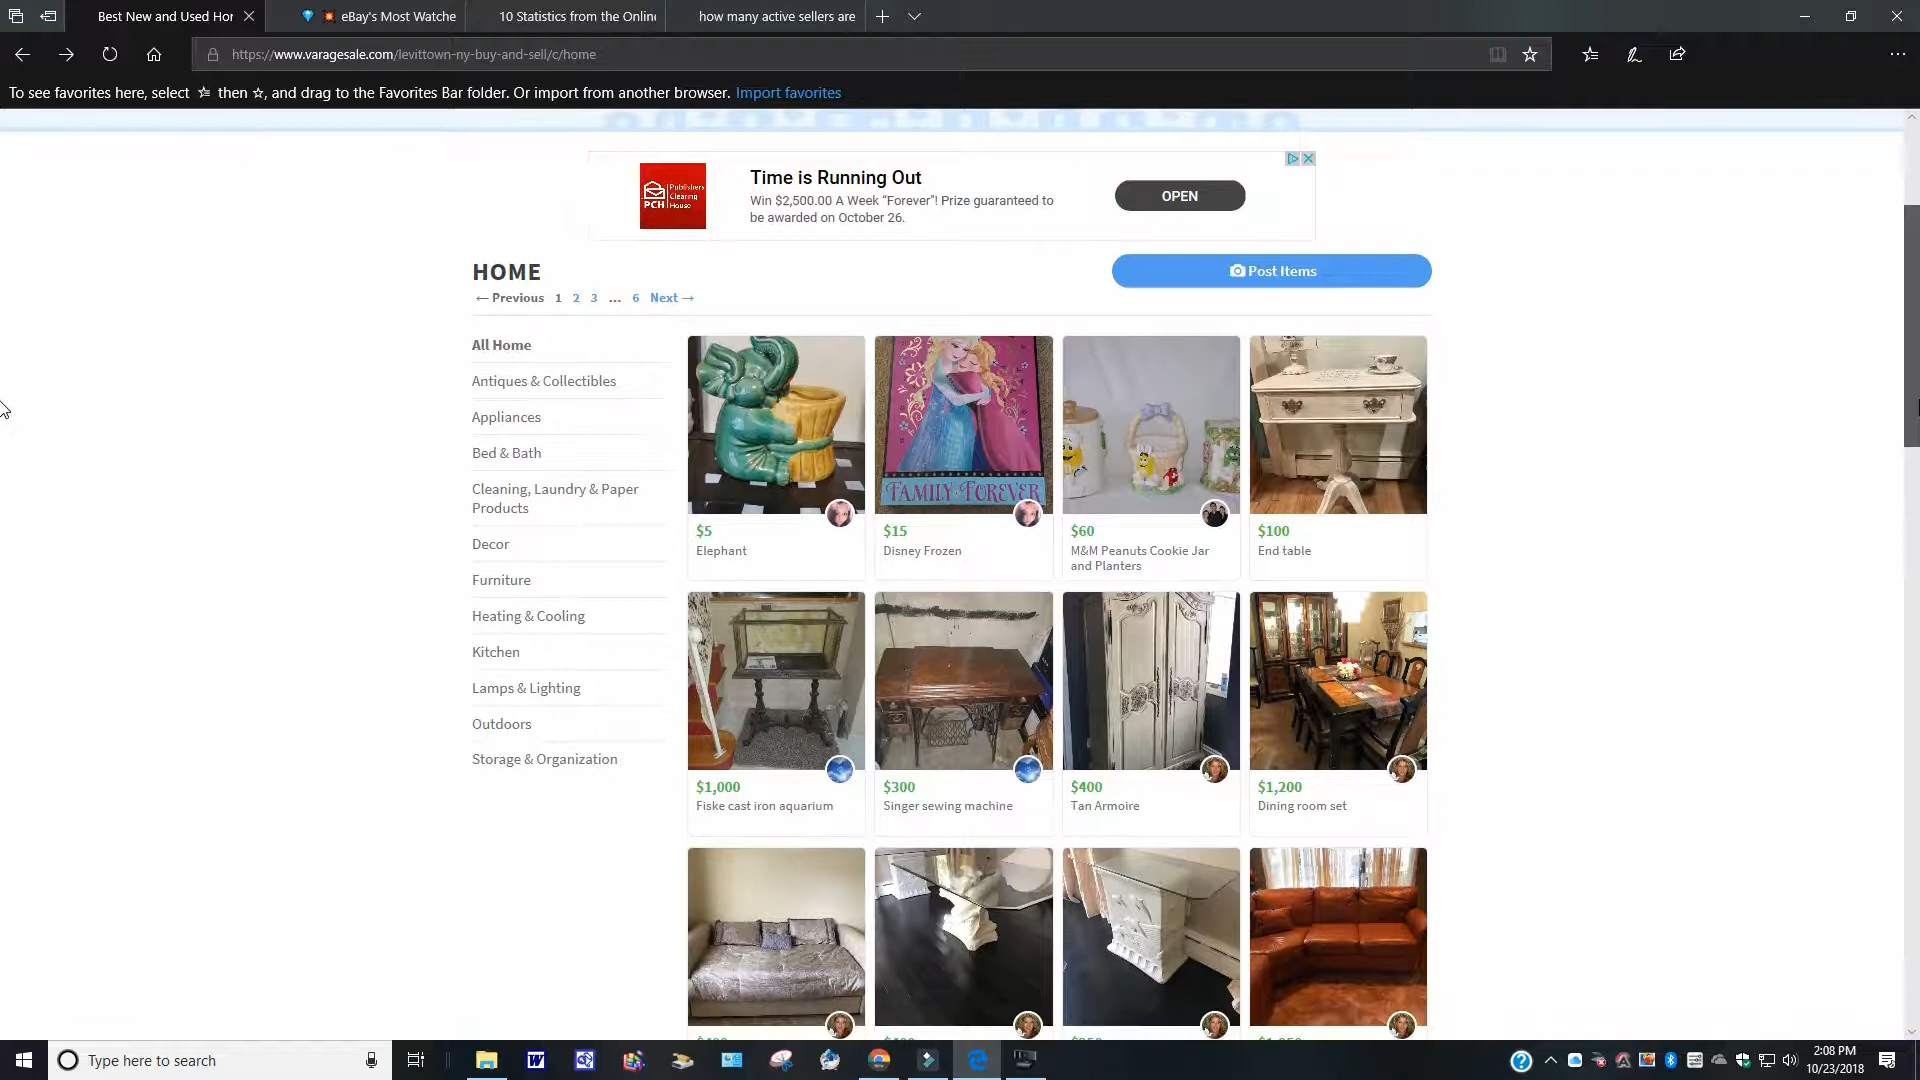 Best New and Used Hor
eBay's Most Watche
10 Statistics from the Onlin
how many active sellers are
https://www.varagesale.com/levittown-ny-buy-and-sell/c/home
To see favorites here, select then , and drag to the Favorites Bar folder. Or import from another browser. Import favorites
Publishers
Clearing
House
PCH
Time is Running Out
Win $2,500.00 A Week "Forever"! Prize guaranteed to
be awarded on October 26.
OPEN
HOME
Post Items
← Previous 1 2 3 ... 6 Next →
All Home
Antiques & Collectibles
Appliances
Bed & Bath
Cleaning, Laundry & Paper
Products
Decor
Furniture
Heating & Cooling
Kitchen
Lamps & Lighting
Outdoors
Storage & Organization
FAMILY FOREVER
$5
Elephant
$15
Disney Frozen
$60
M&M Peanuts Cookie Jar
and Planters
$100
End table
$1,000
Fiske cast iron aquarium
$300
Singer sewing machine
$400
Tan Armoire
$1,200
Dining room set
Type here to search
2:08 PM
10/23/2018